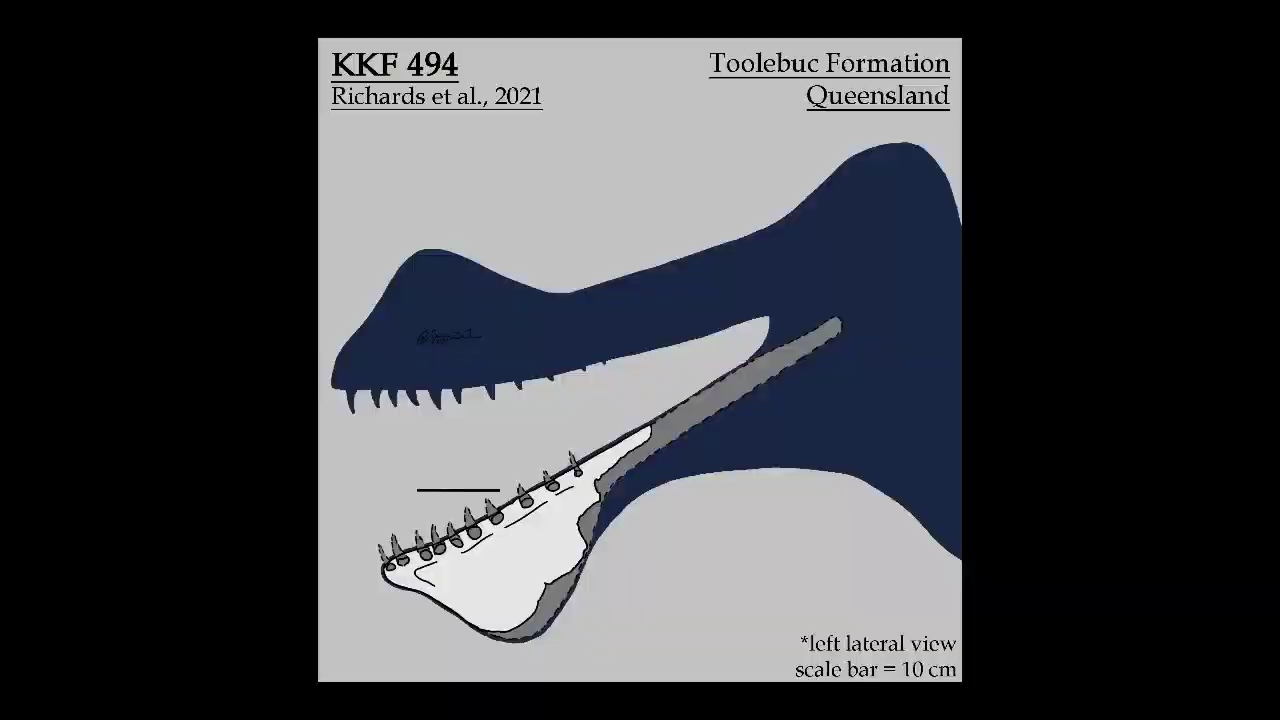 KKF 494
Richards et al., 2021
Toolebuc Formation
Queensland
*left lateral view
scale bar = 10 cm